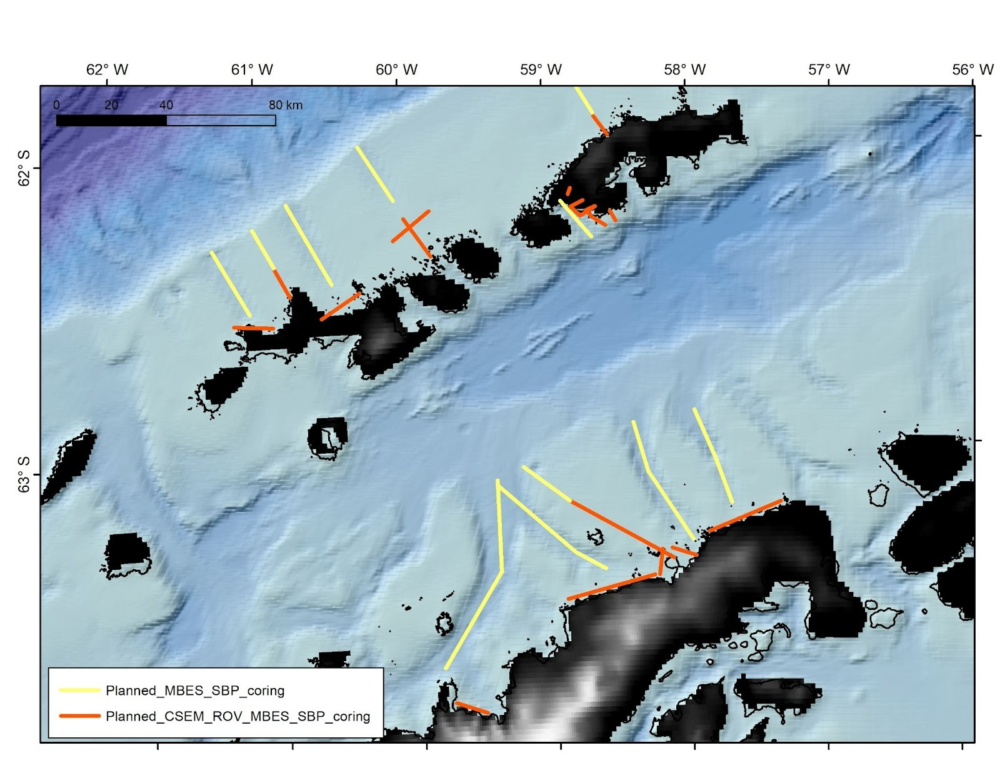 62° W 61° W 60° W 59° W 58° W 57° W 56° W
0 20 40 80 km
62° S
63° S
Planned_MBES_SBP_coring
Planned_CSEM_ROV_MBES_SBP_coring